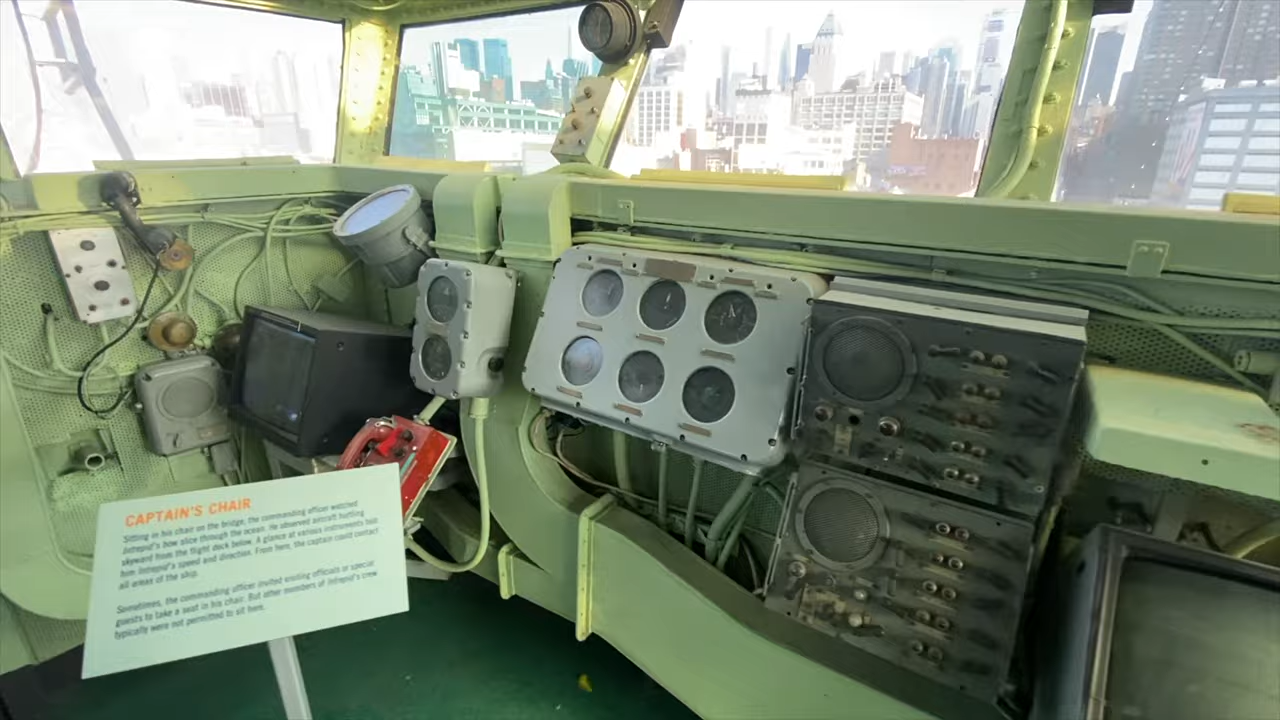 CAPTAIN'S CHAIR
Sitting in his chair on the bridge, the commanding officer watched
Intrepid's bow slice through the ocean. He observed aircraft hurtling
skyward from the flight deck below. A glance at various instruments told
him Intrepid's speed and direction. From here, the captain could contact
all areas of the ship.
Sometimes, the commanding officer invited visiting officials or special
guests to take a seat in his chair. But other members of Intrepid's crew
typically were not permitted to sit here.